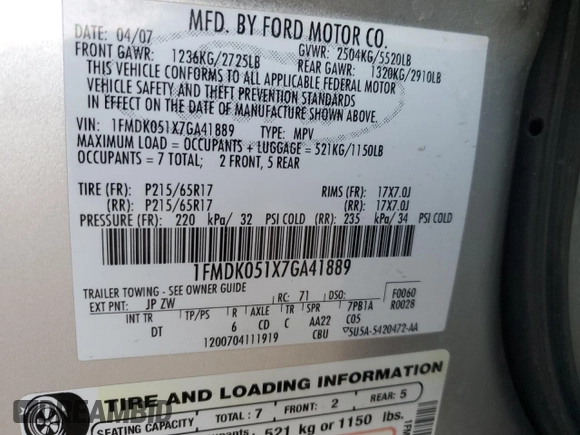 MFD. BY FORD MOTOR CO.
DATE: 04/07 GVWR: 2504KG/5520LB
FRONT GAWR: 1236KG/2725LB REAR GAWR: 1320KG/2910LB
THIS VEHICLE CONFORMS TO ALL APPLICABLE FEDERAL MOTOR
VEHICLE SAFETY AND THEFT PREVENTION STANDARDS
IN EFFECT ON THE DATE OF MANUFACTURE SHOWN ABOVE.
VIN: 1FMDK051X7GA41889 TYPE: MPV
MAXIMUM LOAD = OCCUPANTS + LUGGAGE = 521KG/1150LB
OCCUPANTS = 7 TOTAL; 2 FRONT, 5 REAR
TIRE (FR): P215/65R17 RIMS (FR): 17X7.0J
(RR): P215/65R17 (RR): 17X7.0J
PRESSURE (FR): 220 kPa/ 32 PSI COLD (RR): 235 kPa/ 34 PSI COLD
1FMDK051X7GA41889
TRAILER TOWING - SEE OWNER GUIDE
EXT PNT: JP ZW RC: 71 DSO: F0060
R0028
INT TR TP/PS R AXLE TR SPR 7PB1A
DT 6 CD C AA22 C05
1200704111919 CBU 5U5A-5420472-AA
TIRE AND LOADING INFORMATION
SEATING CAPACITY TOTAL: 7 FRONT: 2 REAR: 5
521 kg or 1150 lbs.